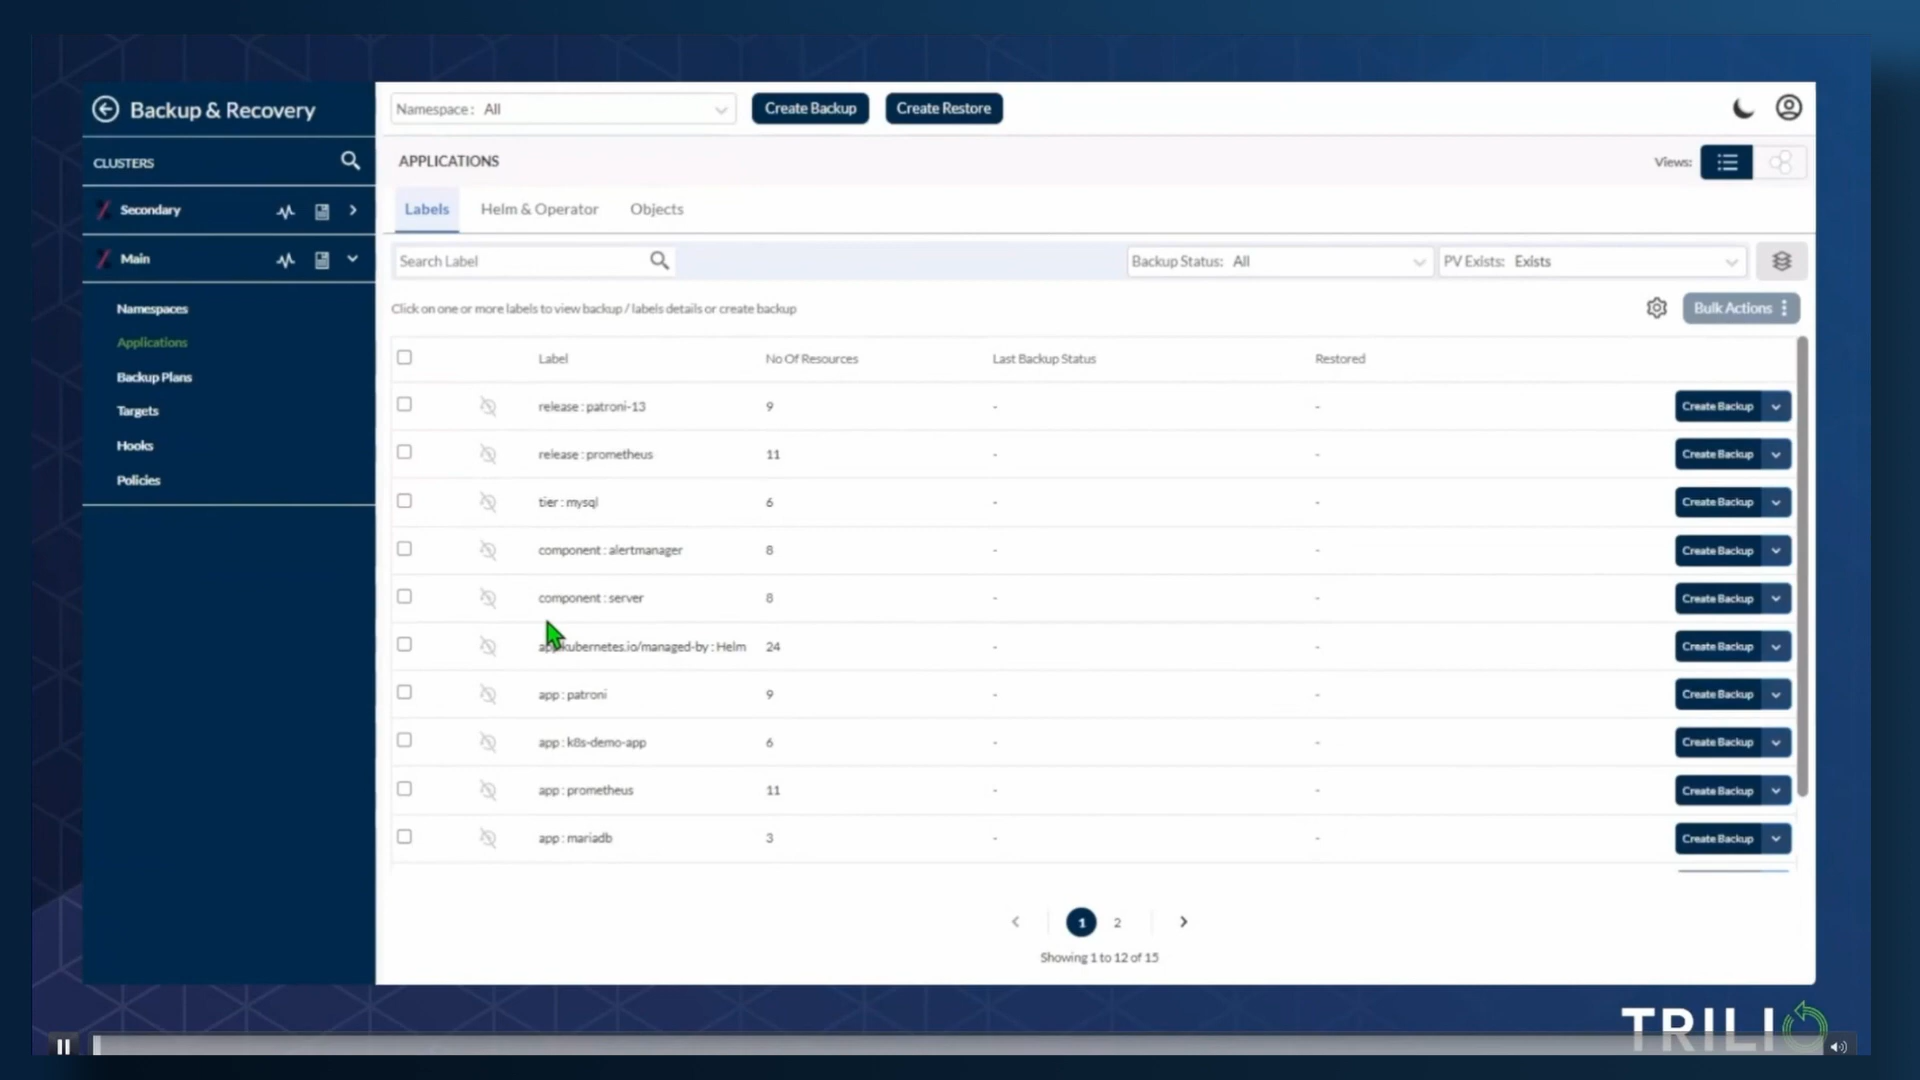 Backup & Recovery
Namespace: All
Create Backup
Create Restore
CLUSTERS
APPLICATIONS
Views:
Secondary
Labels
Helm & Operator
Objects
Main
Search Label
Backup Status: All
PV Exists: Exists
Namespaces
Applications
Backup Plans
Targets
Hooks
Policies
Click on one or more labels to view backup / labels details or create backup
Bulk Actions
Label No Of Resources Last Backup Status Restored
release : patroni-13 9 - - Create Backup
release : prometheus 11 - - Create Backup
tier : mysql 6 - - Create Backup
component : alertmanager 8 - - Create Backup
component : server 8 - - Create Backup
kubernetes.io/managed-by : Helm 24 - - Create Backup
app : patroni 9 - - Create Backup
app : k8s-demo-app 6 - - Create Backup
app : prometheus 11 - - Create Backup
app : mariadb 3 - - Create Backup
1 2
Showing 1 to 12 of 15
TRILIO